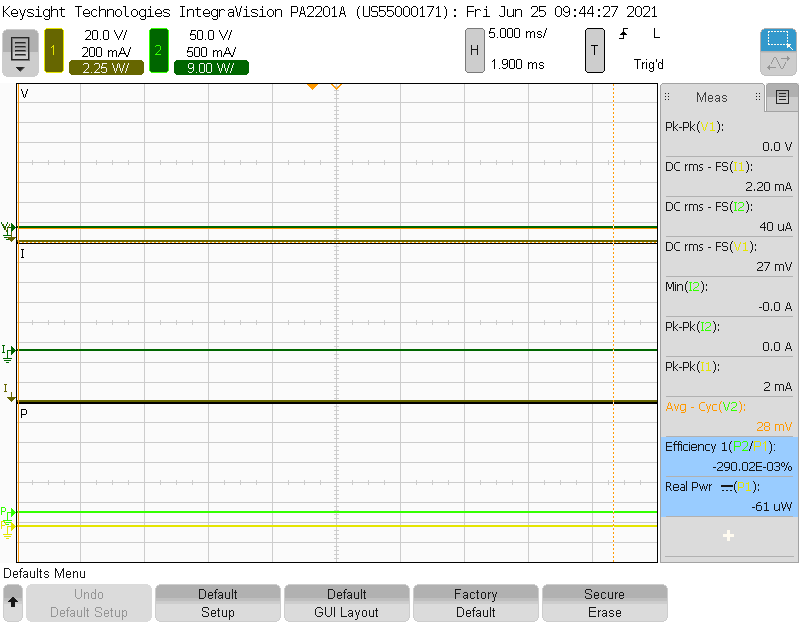 Keysight Technologies IntegraVision PA2201A (US55000171): Fri Jun 25 09:44:27 2021
1
20.0 V/
200 mA/
2.25 W/
2
50.0 V/
500 mA/
9.00 W/
H
5.000 ms/
1.900 ms
T
L
Trig'd
V
I
P
V
I
I
P
Meas
Pk-Pk(V1):
0.0 V
DC rms - FS(I1):
2.20 mA
DC rms - FS(I2):
40 uA
DC rms - FS(V1):
27 mV
Min(I2):
-0.0 A
Pk-Pk(I2):
0.0 A
Pk-Pk(I1):
2 mA
Avg - Cyc(V2):
28 mV
Efficiency 1(P2/P1):
-290.02E-03%
Real Pwr (P1):
-61 uW
Defaults Menu
Undo
Default Setup
Default
Setup
Default
GUI Layout
Factory
Default
Secure
Erase